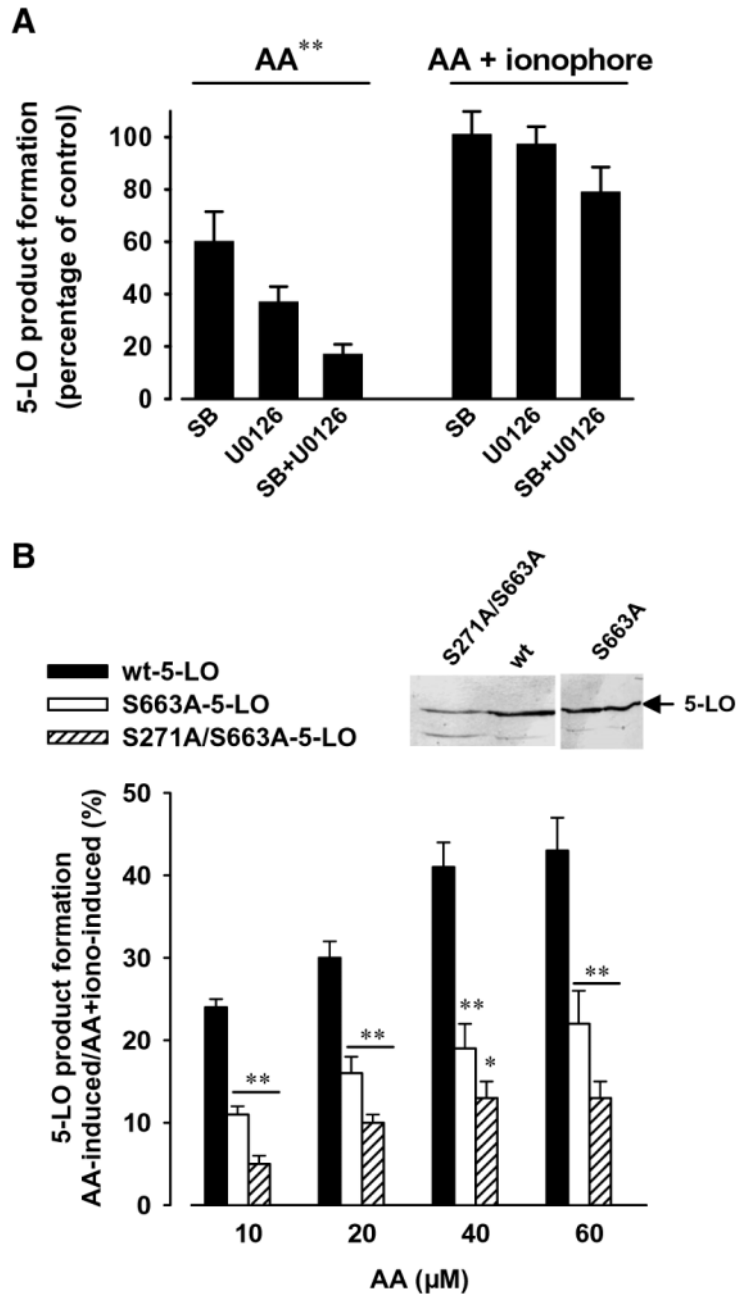 A
AA**
AA + ionophore
5-LO product formation
(percentage of control)
100
80
60
40
20
0
SB
U0126
SB+U0126
SB
U0126
SB+U0126
B
wt-5-LO
S663A-5-LO
S271A/S663A-5-LO
S271A/S663A
wt
S663A
5-LO
5-LO product formation
AA-induced/AA+iono-induced (%)
50
40
30
20
10
0
**
**
**
*
**
10
20
40
60
AA (µM)